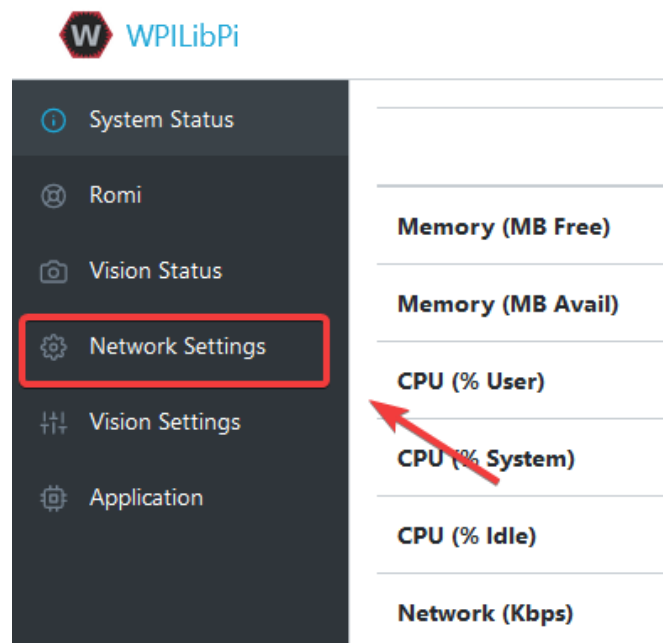 W WPILibPi
System Status
Romi
Vision Status
Network Settings
Vision Settings
Application
Memory (MB Free)
Memory (MB Avail)
CPU (% User)
CPU (% System)
CPU (% Idle)
Network (Kbps)